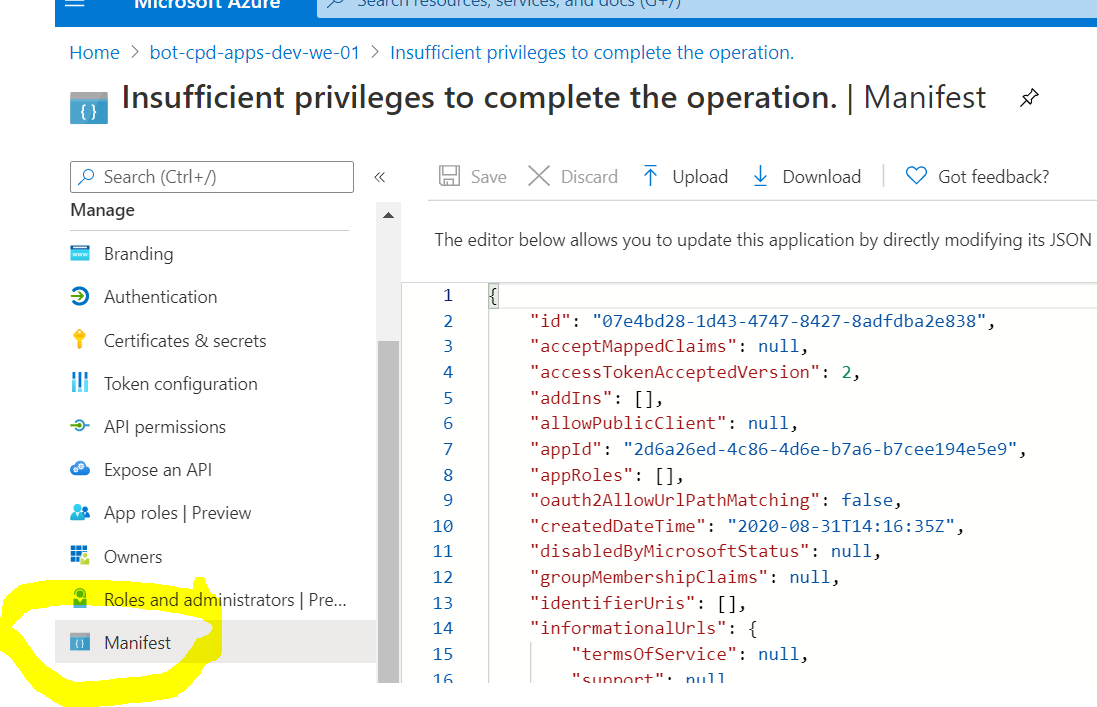 Microsoft Azure
Search resources, services, and docs (G+/)
Home > bot-cpd-apps-dev-we-01 > Insufficient privileges to complete the operation.
Insufficient privileges to complete the operation. | Manifest
Search (Ctrl+/)
«
Save
Discard
Upload
Download
Got feedback?
Manage
Branding
Authentication
Certificates & secrets
Token configuration
API permissions
Expose an API
App roles | Preview
Owners
Roles and administrators | Pre...
Manifest
The editor below allows you to update this application by directly modifying its JSON
1 {
2 "id": "07e4bd28-1d43-4747-8427-8adfdba2e838",
3 "acceptMappedClaims": null,
4 "accessTokenAcceptedVersion": 2,
5 "addIns": [],
6 "allowPublicClient": null,
7 "appId": "2d6a26ed-4c86-4d6e-b7a6-b7cee194e5e9",
8 "appRoles": [],
9 "oauth2AllowUrlPathMatching": false,
10 "createdDateTime": "2020-08-31T14:16:35Z",
11 "disabledByMicrosoftStatus": null,
12 "groupMembershipClaims": null,
13 "identifierUris": [],
14 "informationalUrls": {
15 "termsOfService": null,
16 "support": null